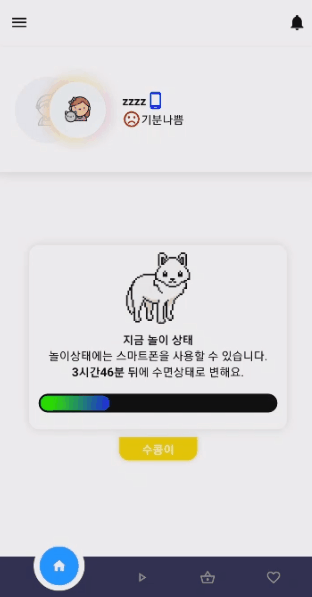 zzzz
기분나쁨
지금 놀이 상태
놀이상태에는 스마트폰을 사용할 수 있습니다.
3시간46분 뒤에 수면상태로 변해요.
수콩이